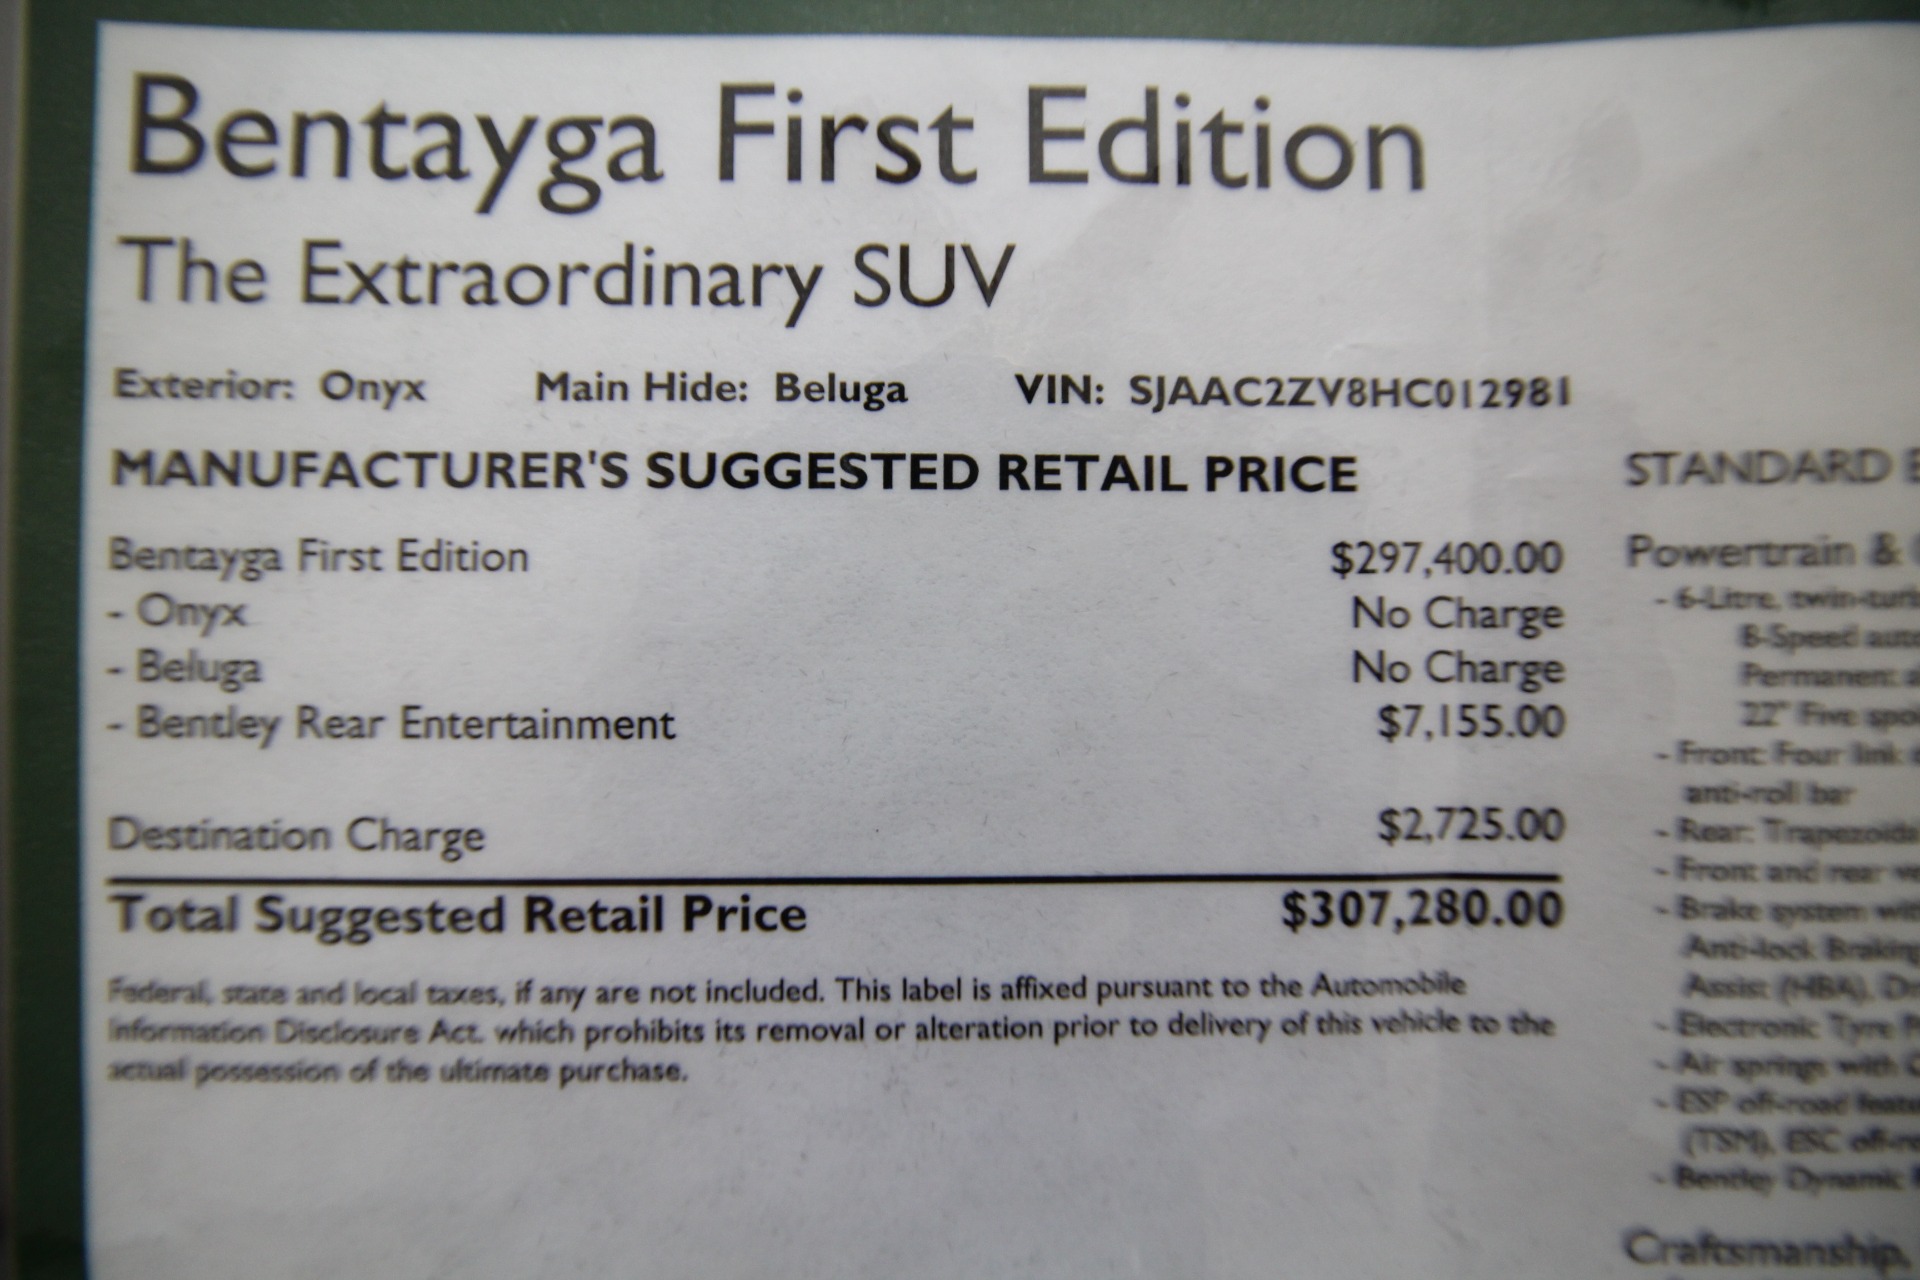 Bentayga First Edition
The Extraordinary SUV
Exterior: Onyx Main Hide: Beluga VIN: SJAAC2ZV8HC012981
MANUFACTURER'S SUGGESTED RETAIL PRICE
Bentayga First Edition $297,400.00
- Onyx No Charge
- Beluga No Charge
- Bentley Rear Entertainment $7,155.00
Destination Charge $2,725.00
Total Suggested Retail Price $307,280.00
Federal, state and local taxes, if any are not included. This label is affixed pursuant to the Automobile
Information Disclosure Act. which prohibits its removal or alteration prior to delivery of this vehicle to the
actual possession of the ultimate purchase.
STANDARD
Powertrain &
- 6-Litre, twin-turb
8-Speed auto
Permanent
22" Five spo
- Front: Four link
anti-roll bar
- Rear: Trapezoida
- Front and rear
- Brake system with
Anti-lock Braking
Assist (HBA),
- Electronic Tyre
- Air springs with
- ESP off-road
(TSM), ESC
- Bentley Dynamic
Craftsmanship,